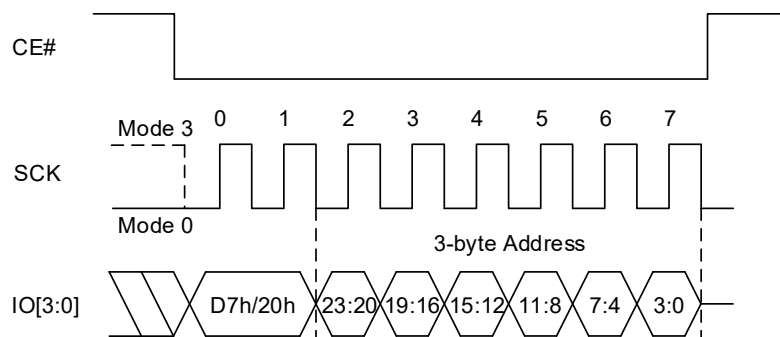 CE#
Mode 3
0 1 2 3 4 5 6 7
SCK
Mode 0
3-byte Address
IO[3:0]
D7h/20h 23:20 19:16 15:12 11:8 7:4 3:0